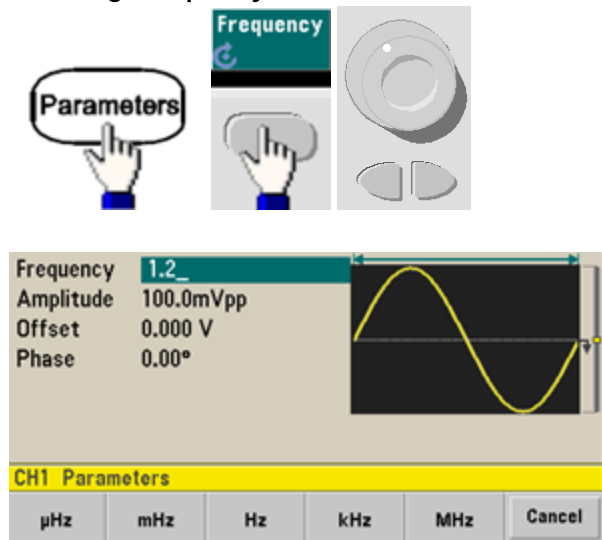 Frequency
Parameters
Frequency 1.2_
Amplitude 100.0mVpp
Offset 0.000 V
Phase 0.00°
CH1 Parameters
µHz mHz Hz kHz MHz Cancel